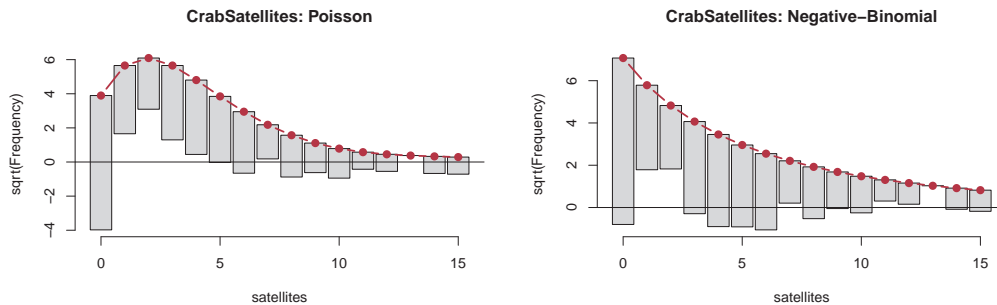 CrabSatellites: Poisson
sqrt(Frequency)
6
4
2
0
−2
−4
0 5 10 15
satellites
CrabSatellites: Negative−Binomial
sqrt(Frequency)
6
4
2
0
0 5 10 15
satellites